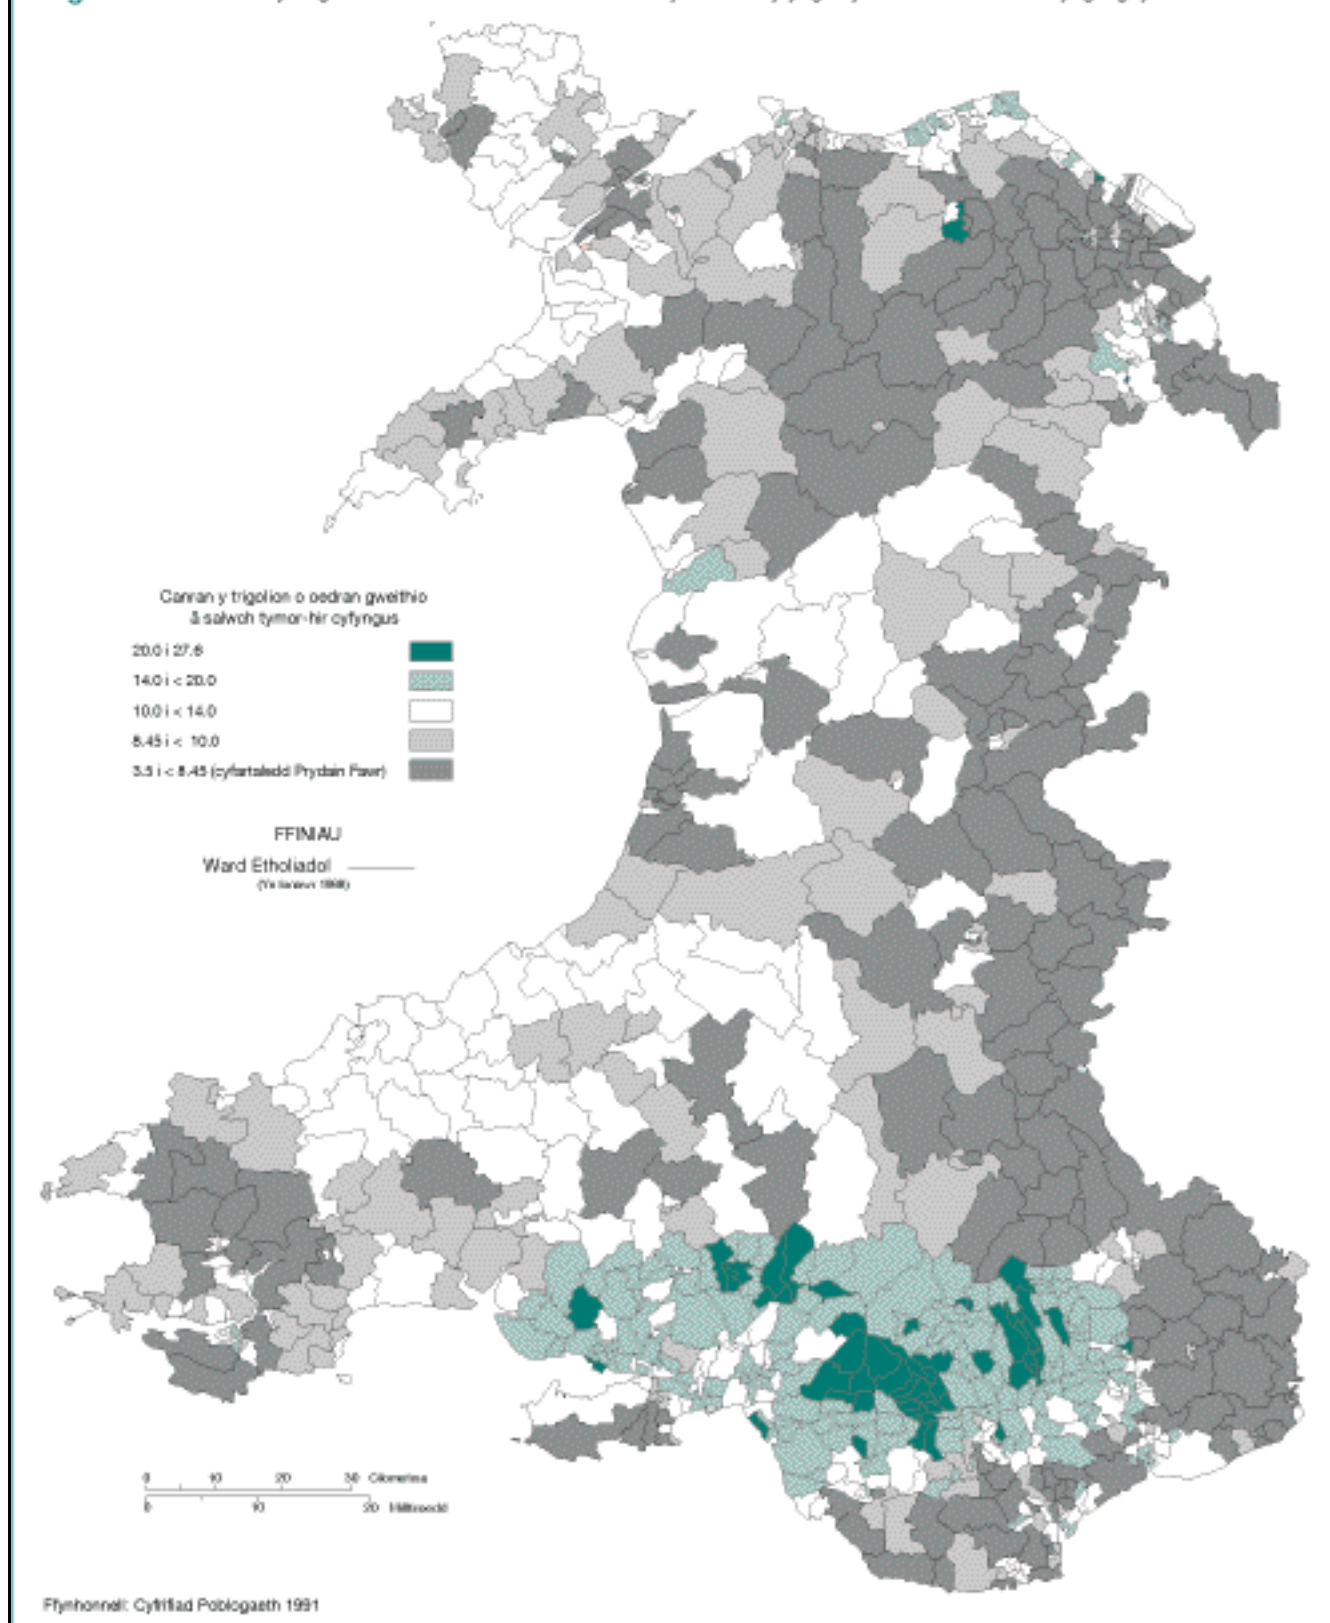 Canran y trigolion o oedran gweithio
â salwch tymor-hir cyfyngus
20.0 i 27.6
14.0 i < 20.0
10.0 i < 14.0
8.45 i < 10.0
3.5 i < 8.45 (cyfartaledd Prydain Fawr)
FFINIAU
Ward Etholiadol
0 10 20 30 Cilometrau
0 10 20 Milltiroedd
Ffynhonnell: Cyfrifiad Poblogaeth 1991